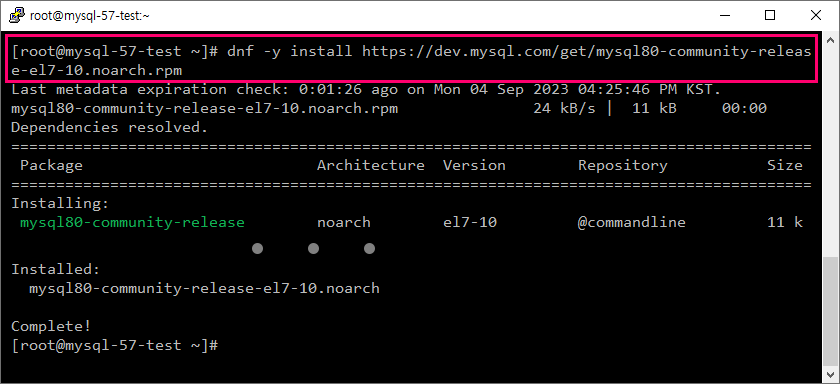 root@mysql-57-test:~
[root@mysql-57-test ~]# dnf -y install https://dev.mysql.com/get/mysql80-community-releas
e-el7-10.noarch.rpm
Last metadata expiration check: 0:01:26 ago on Mon 04 Sep 2023 04:25:46 PM KST.
mysql80-community-release-el7-10.noarch.rpm 24 kB/s | 11 kB 00:00
Dependencies resolved.
================================================================================
Package Architecture Version Repository Size
================================================================================
Installing:
mysql80-community-release noarch el7-10 @commandline 11 k
Installed:
mysql80-community-release-el7-10.noarch
Complete!
[root@mysql-57-test ~]#